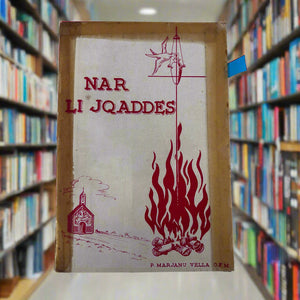 NAR
LI JQADDES
P. MARJANU VELLA O.F.M.